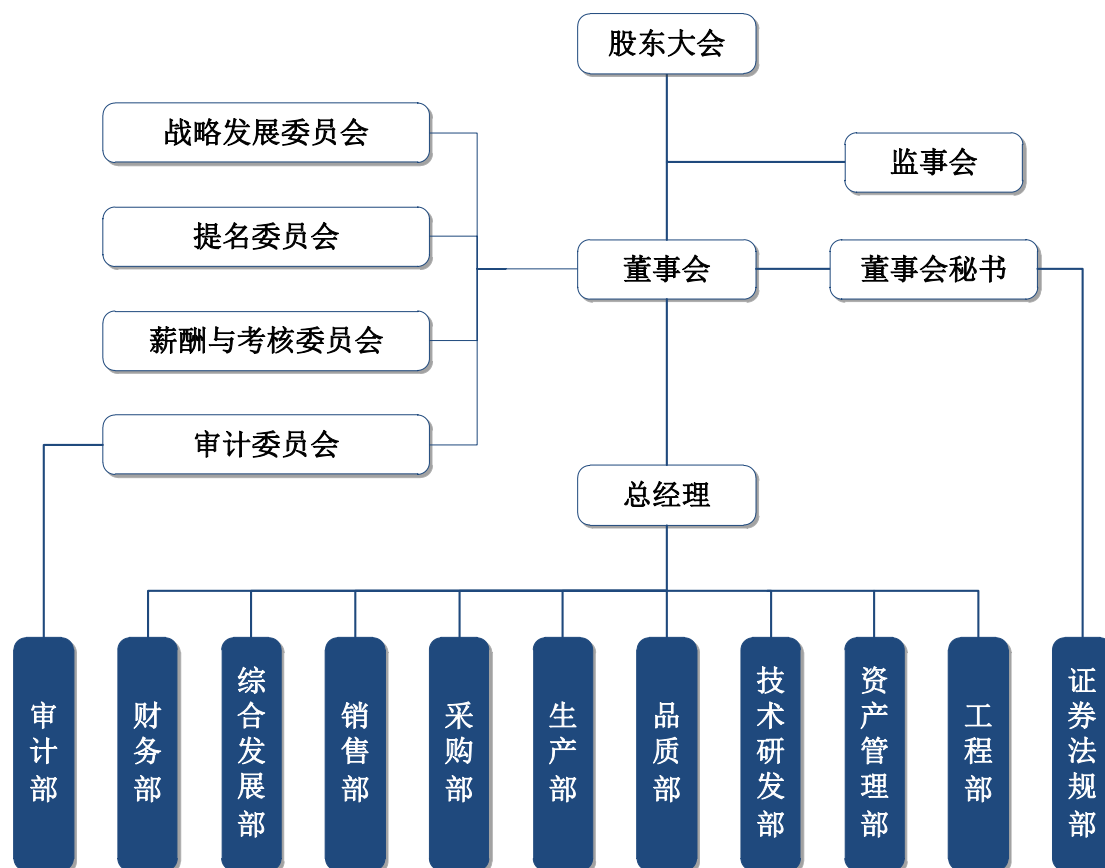 股东大会
战略发展委员会
监事会
提名委员会
董事会
董事会秘书
薪酬与考核委员会
审计委员会
总经理
审计部
财务部
综合发展部
销售部
采购部
生产部
品质部
技术研发部
资产管理部
工程部
证券法规部